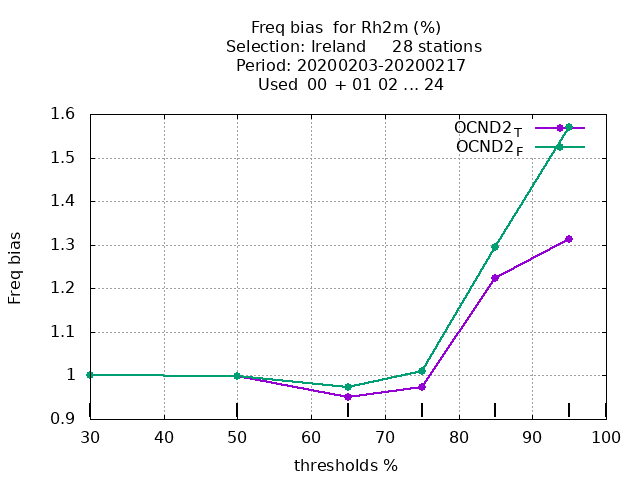 Freq bias  for Rh2m (%)
Selection: Ireland     28 stations
Period: 20200203-20200217
Used  00  + 01 02 ... 24
1.6
1.5
1.4
1.3
1.2
1.1
1
0.9
Freq bias
OCND2_T
OCND2_F
30 40 50 60 70 80 90 100
thresholds %